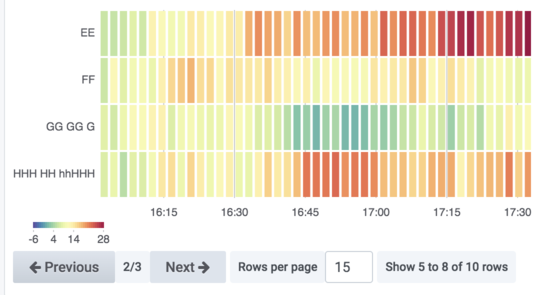 EE
FF
GG GG G
HHH HH hhHHH
16:15 16:30 16:45 17:00 17:15 17:30
-6 4 14 28
← Previous 2/3 Next → Rows per page 15 Show 5 to 8 of 10 rows